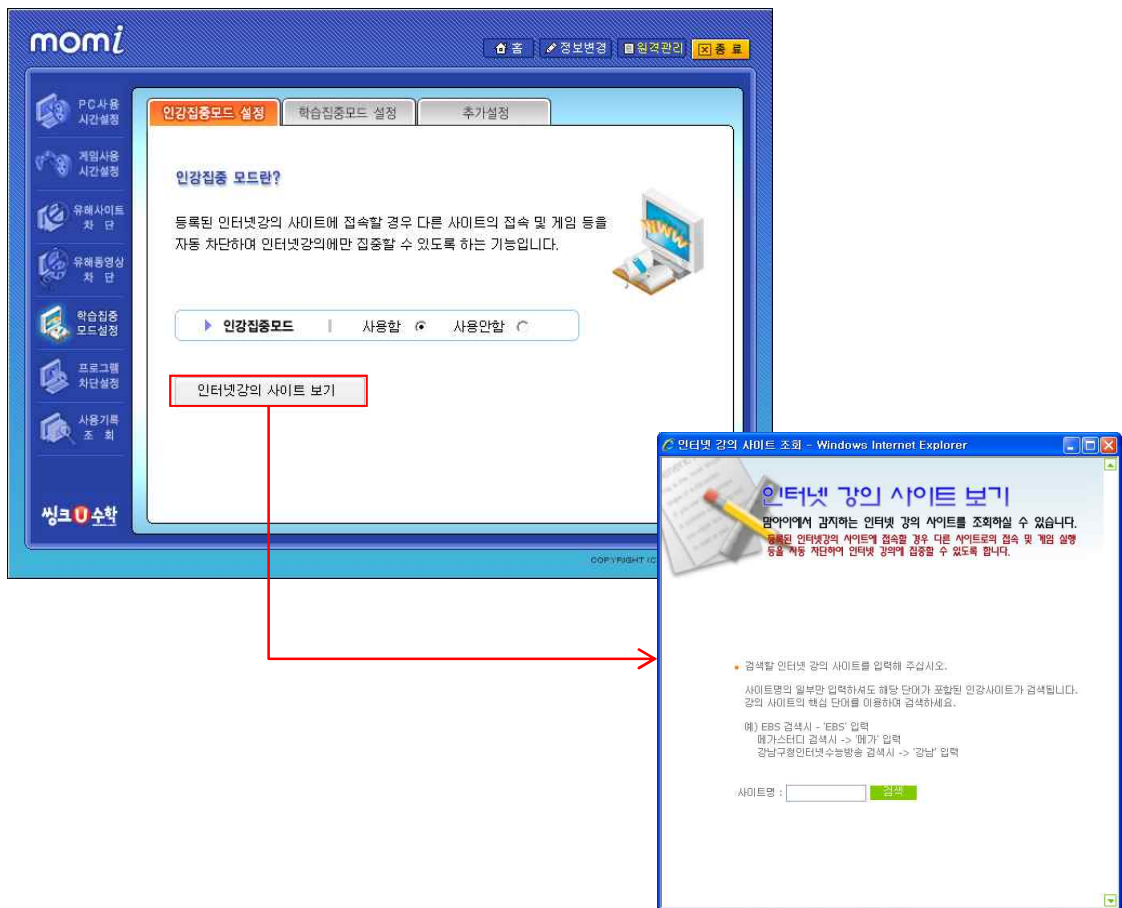 momi
홈
정보변경
원격관리
종 료
PC사용
시간설정
게임사용
시간설정
유해사이트
차 단
유해동영상
차 단
학습집중
모드설정
프로그램
차단설정
사용기록
조 회
씽크U수학
인강집중모드 설정
학습집중모드 설정
추가설정
인강집중 모드란?
등록된 인터넷강의 사이트에 접속할 경우 다른 사이트의 접속 및 게임 등을
자동 차단하며 인터넷강의에만 집중할 수 있도록 하는 기능입니다.
인강집중모드 | 사용함 사용안함
인터넷강의 사이트 보기
COPYRIGHT (C
인터넷 강의 사이트 조회 - Windows Internet Explorer
인터넷 강의 사이트 보기
맘아이에서 감지하는 인터넷 강의 사이트를 조회하실 수 있습니다.
등록된 인터넷강의 사이트에 접속할 경우 다른 사이트로의 접속 및 게임 실행
등을 자동 차단하여 인터넷 강의에 집중할 수 있도록 합니다.
검색할 인터넷 강의 사이트를 입력해 주십시오.
사이트명의 일부만 입력하셔도 해당 단어가 포함된 인강사이트가 검색됩니다.
강의 사이트의 핵심 단어를 이용하여 검색하세요.
예) EBS 검색시 - 'EBS' 입력
메가스터디 검색시 -> '메가' 입력
강남구청인터넷수능방송 검색시 -> '강남' 입력
사이트명 :
검색